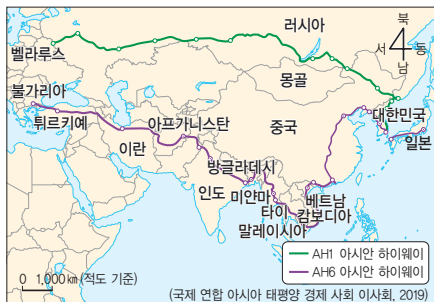 북
서 동
남
러시아
벨라루스
몽골
불가리아
대한민국
튀르키예
아프가니스탄
중국
일본
이란
방글라데시
인도
미얀마
베트남
타이
캄보디아
말레이시아
AH1 아시안 하이웨이
AH6 아시안 하이웨이
0 1,000 km(적도 기준)
(국제 연합 아시아 태평양 경제 사회 이사회, 2019)